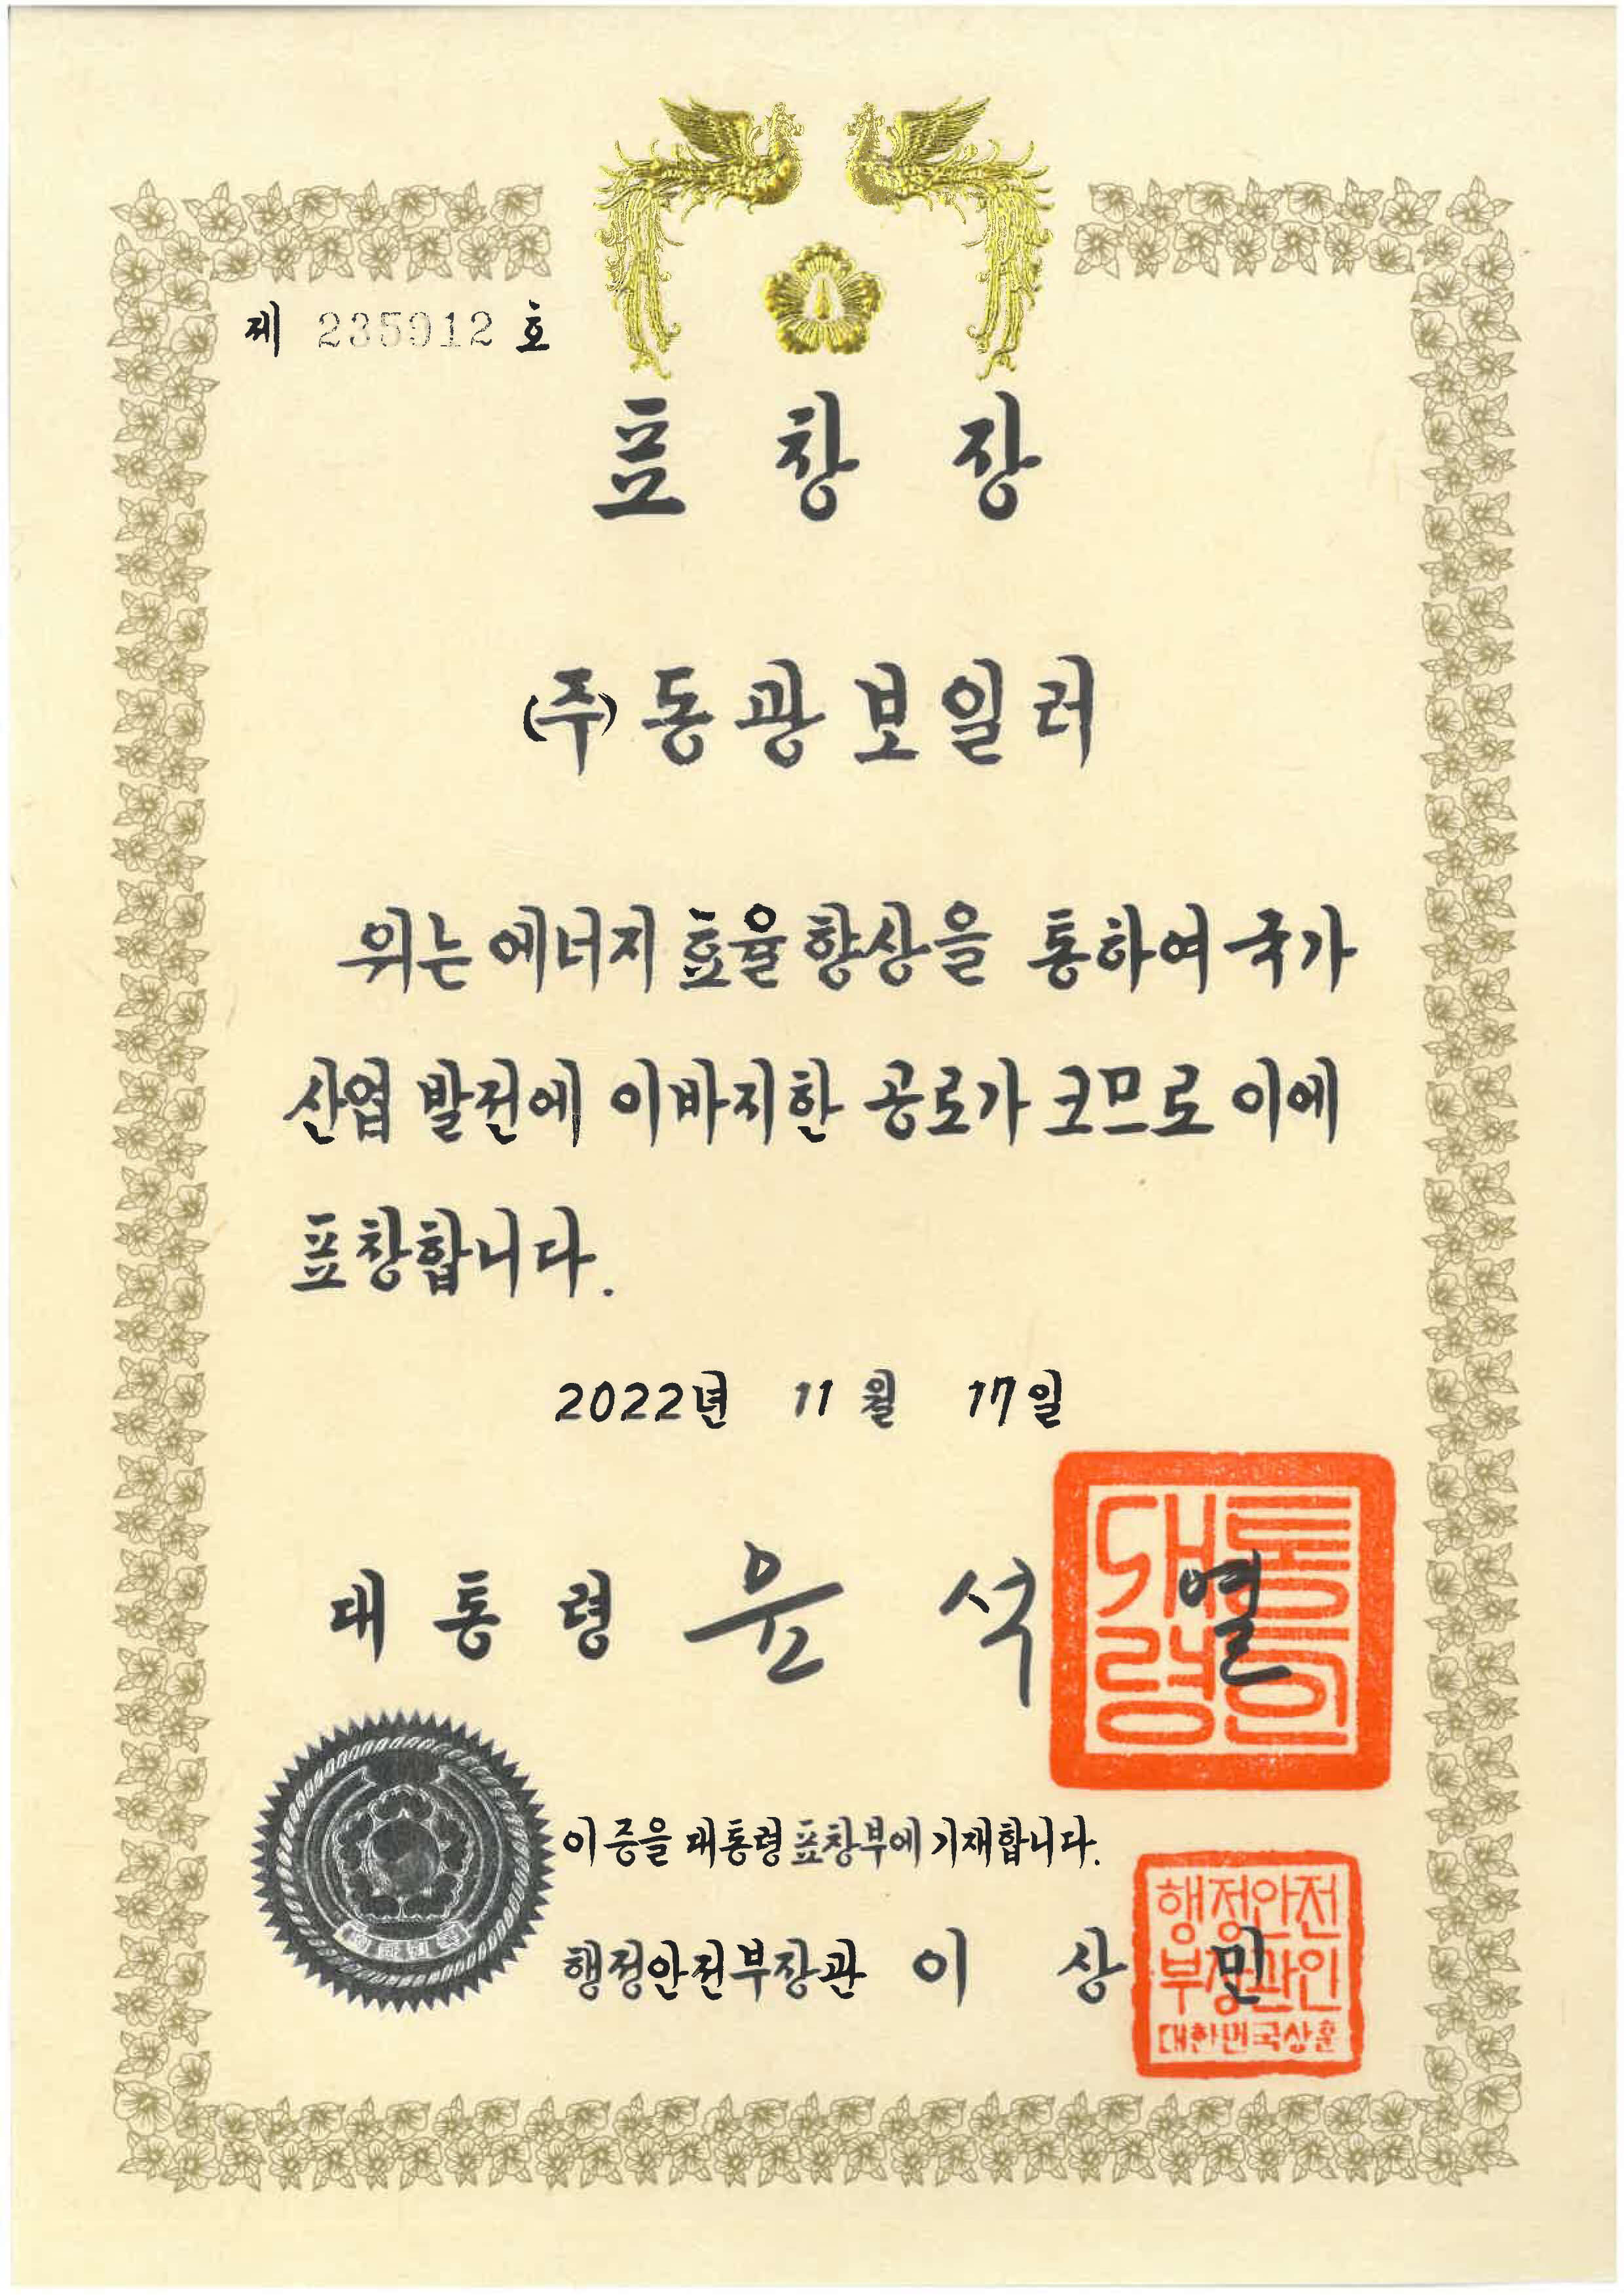 제 235912 호
표 창 장
(주) 동 광 보 일 러
위는 에너지 효율 향상을 통하여 국가
산업 발전에 이바지한 공로가 크므로 이에
표창합니다.
2022년 11 월 17 일
대 통 령 윤 석 열
대통
령인
이 증을 대통령 표창부에 기재합니다.
행정안전부장관 이 상 민
행정안전
부장관인
대한민국상훈